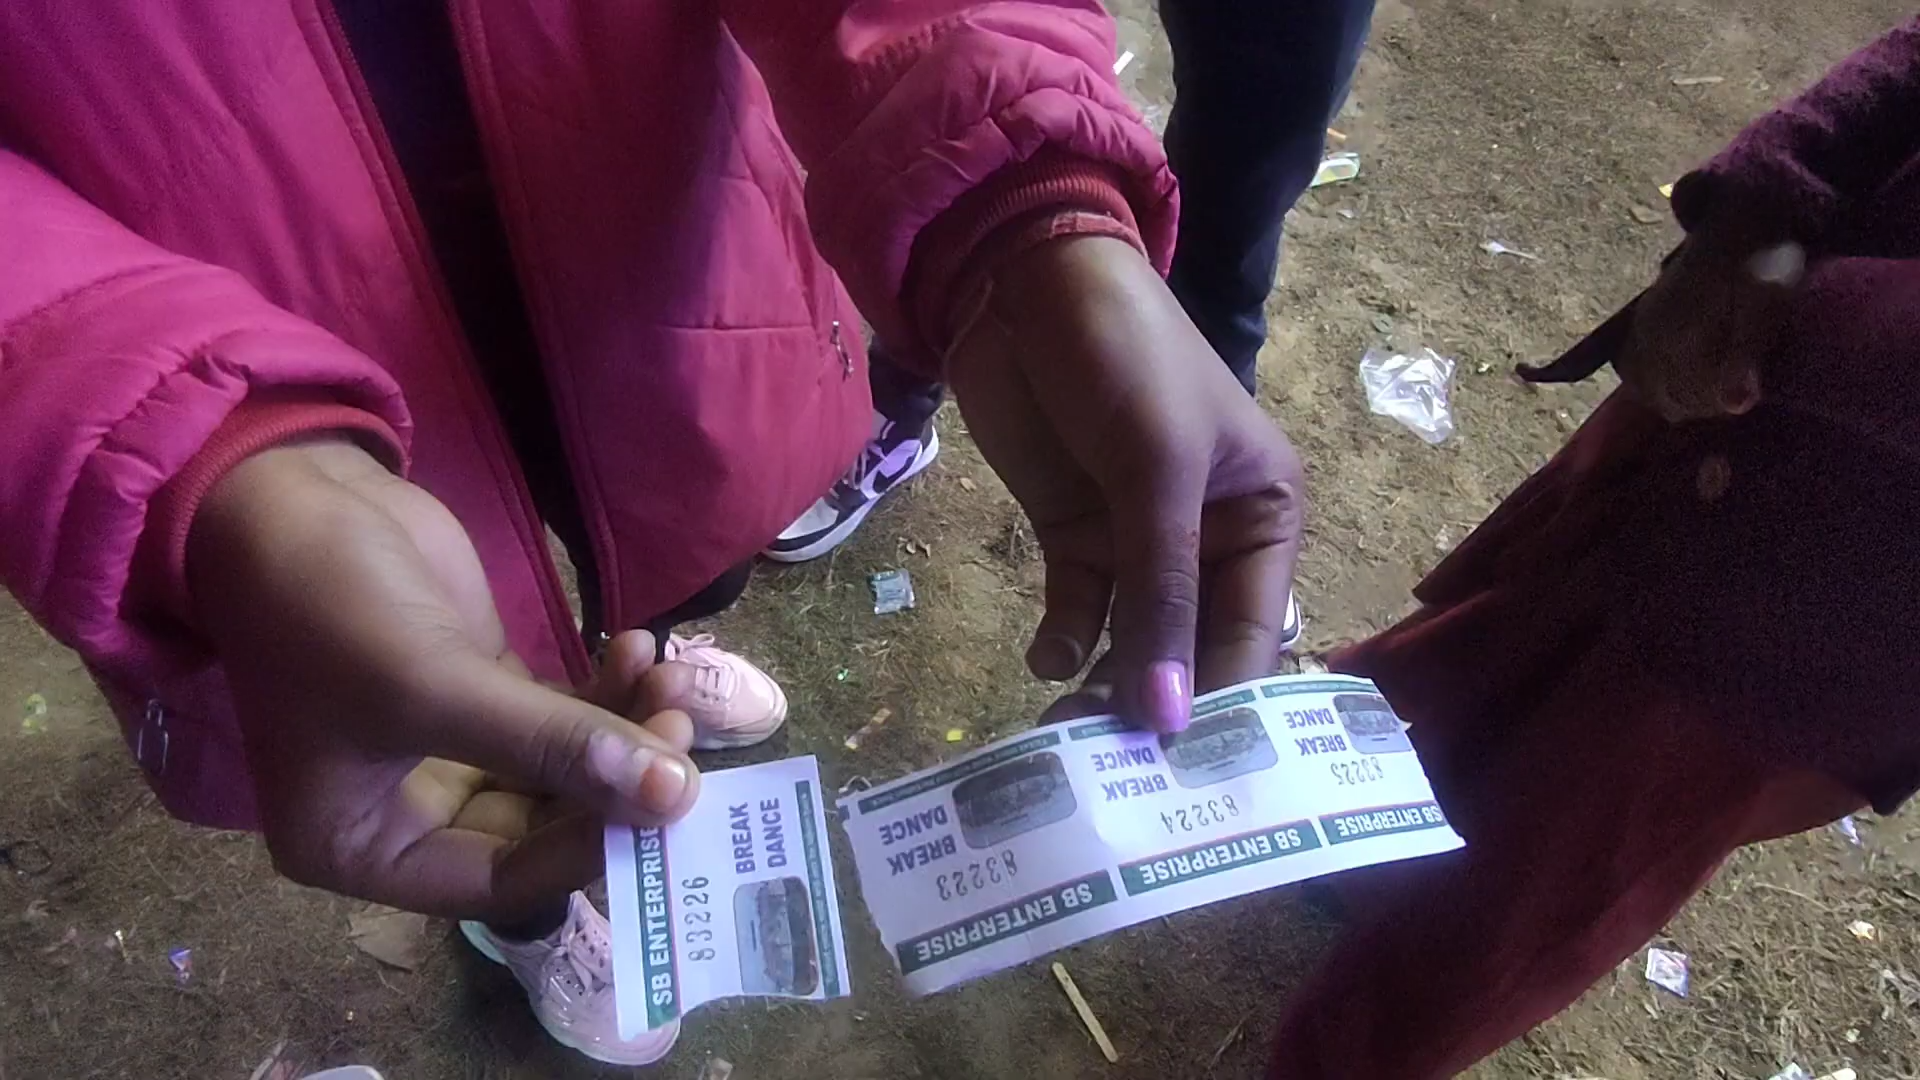 SB ENTERPRISE
83226
BREAK
DANCE
SB ENTERPRISE
83223
BREAK
DANCE
SB ENTERPRISE
83224
BREAK
DANCE
SB ENTERPRISE
83225
BREAK
DANCE